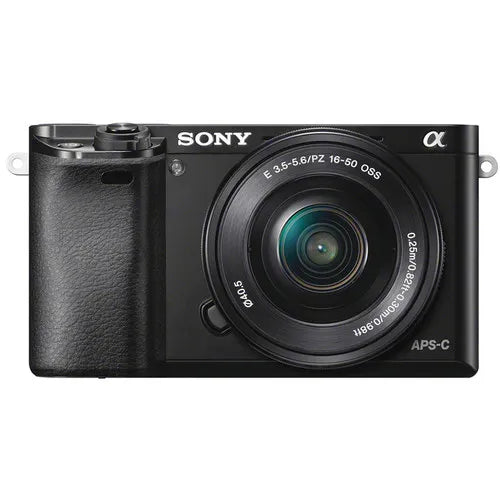 SONY
α
E 3.5-5.6/PZ 16-50 OSS
0.25m/0.82ft-0.30m/0.98ft
Ø40.5
APS-C